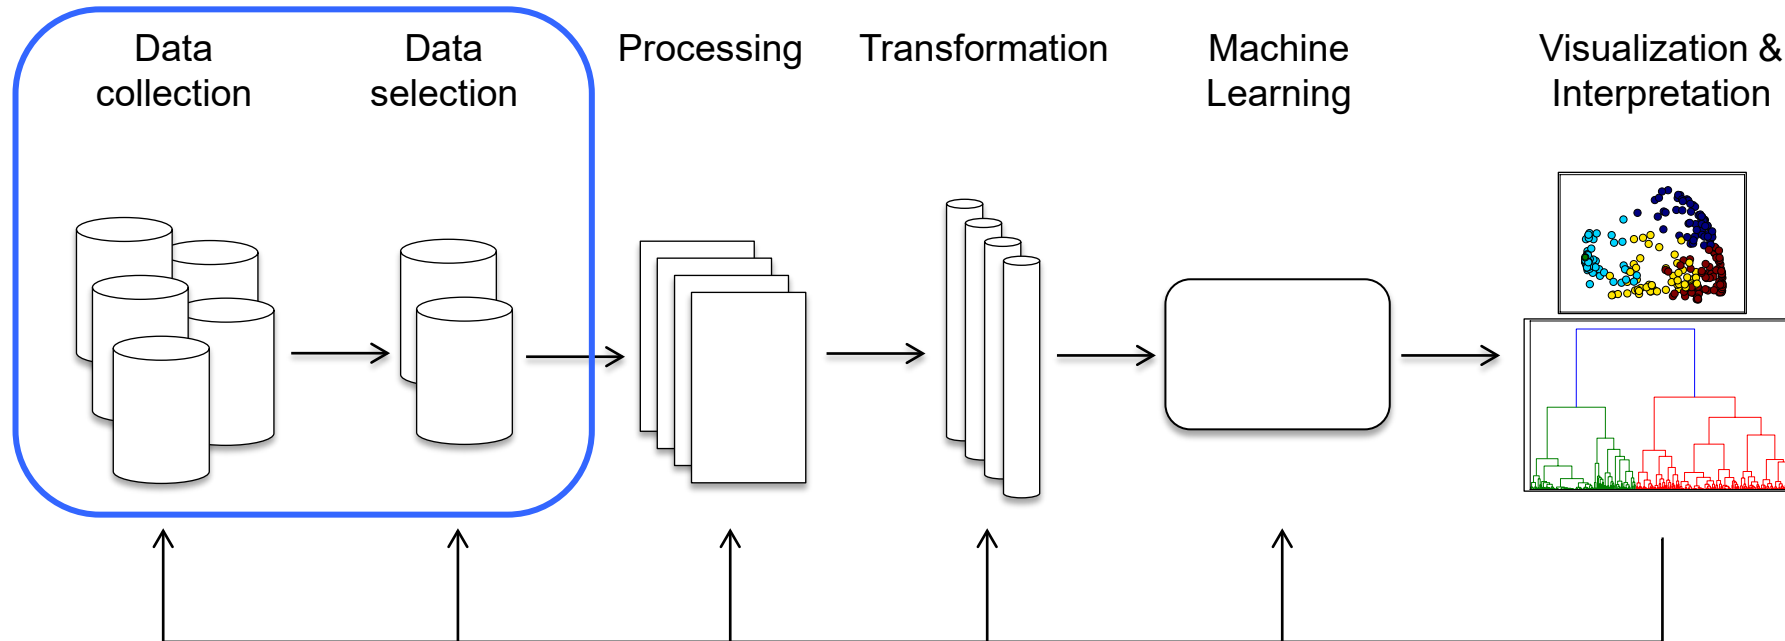 Data
collection
Data
selection
Processing
Transformation
Machine
Learning
Visualization &
Interpretation